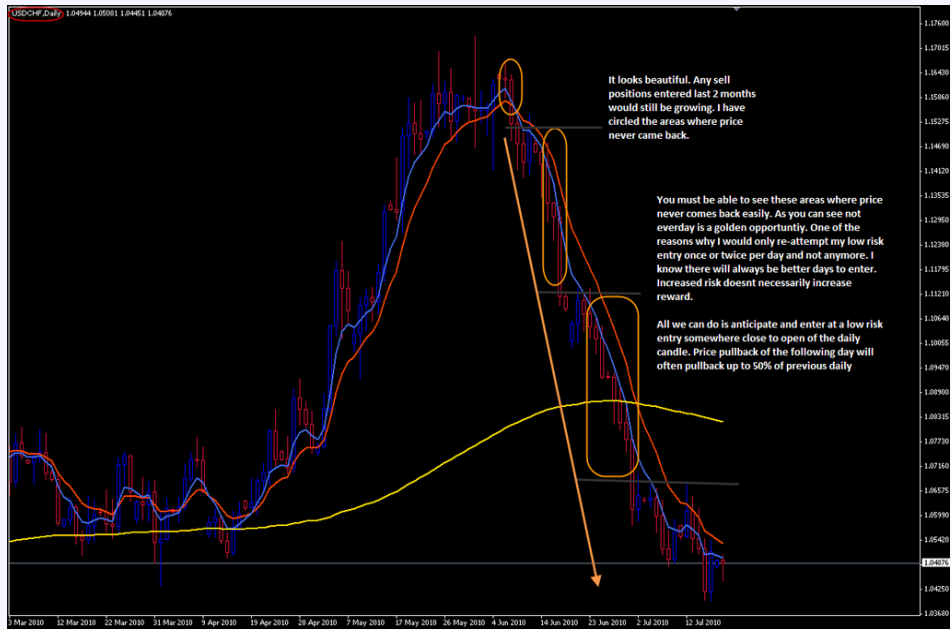 USDCHF,Daily 1.04944 1.05081 1.04451 1.04876
1.17600
1.17015
1.16430
1.15860
1.15275
1.14690
1.14120
1.13535
1.12950
1.12380
1.11795
1.11210
1.10640
1.10055
1.09470
1.08900
1.08315
1.07730
1.07160
1.06575
1.05990
1.05420
1.04876
1.04250
1.03680
It looks beautiful. Any sell
positions entered last 2 months
would still be growing. I have
circled the areas where price
never came back.
You must be able to see these areas where price
never comes back easily. As you can see not
everday is a golden opportuntiy. One of the
reasons why I would only re-attempt my low risk
entry once or twice per day and not anymore. I
know there will always be better days to enter.
Increased risk doesnt necessarily increase
reward.
All we can do is anticipate and enter at a low risk
entry somewhere close to open of the daily
candle. Price pullback of the following day will
often pullback up to 50% of previous daily
3 Mar 2010 12 Mar 2010 22 Mar 2010 31 Mar 2010 9 Apr 2010 19 Apr 2010 28 Apr 2010 7 May 2010 17 May 2010 26 May 2010 4 Jun 2010 14 Jun 2010 23 Jun 2010 2 Jul 2010 12 Jul 2010